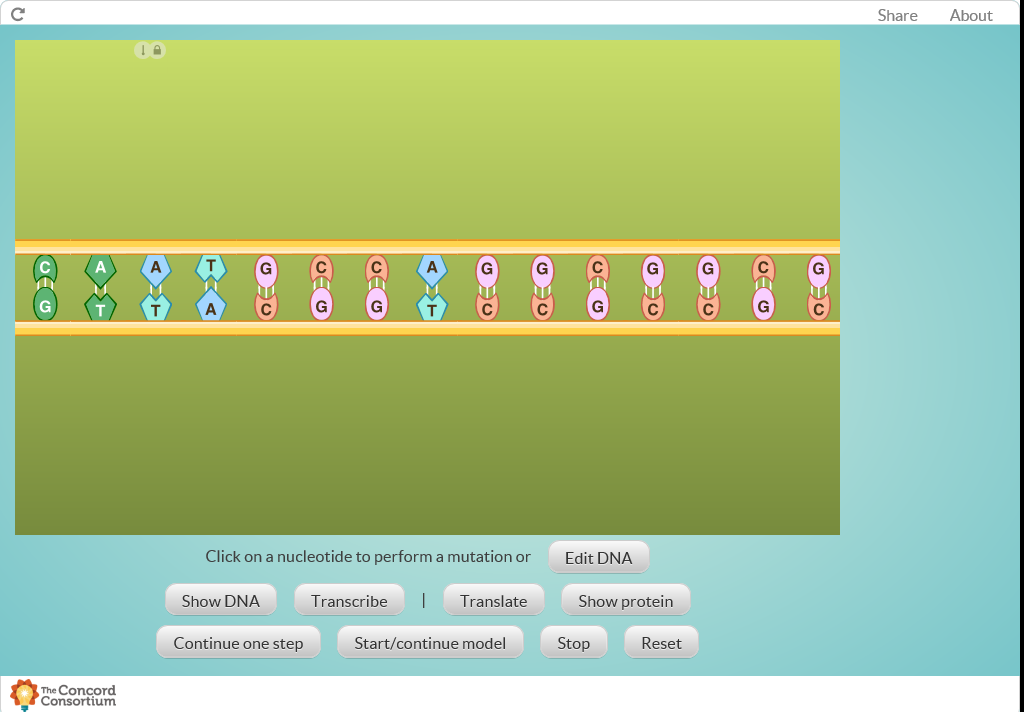 Share About
C A A T G C C A G G C G G C G
G T T A C G G T C C G C C G C
Click on a nucleotide to perform a mutation or Edit DNA
Show DNA Transcribe | Translate Show protein
Continue one step Start/continue model Stop Reset
The Concord
Consortium